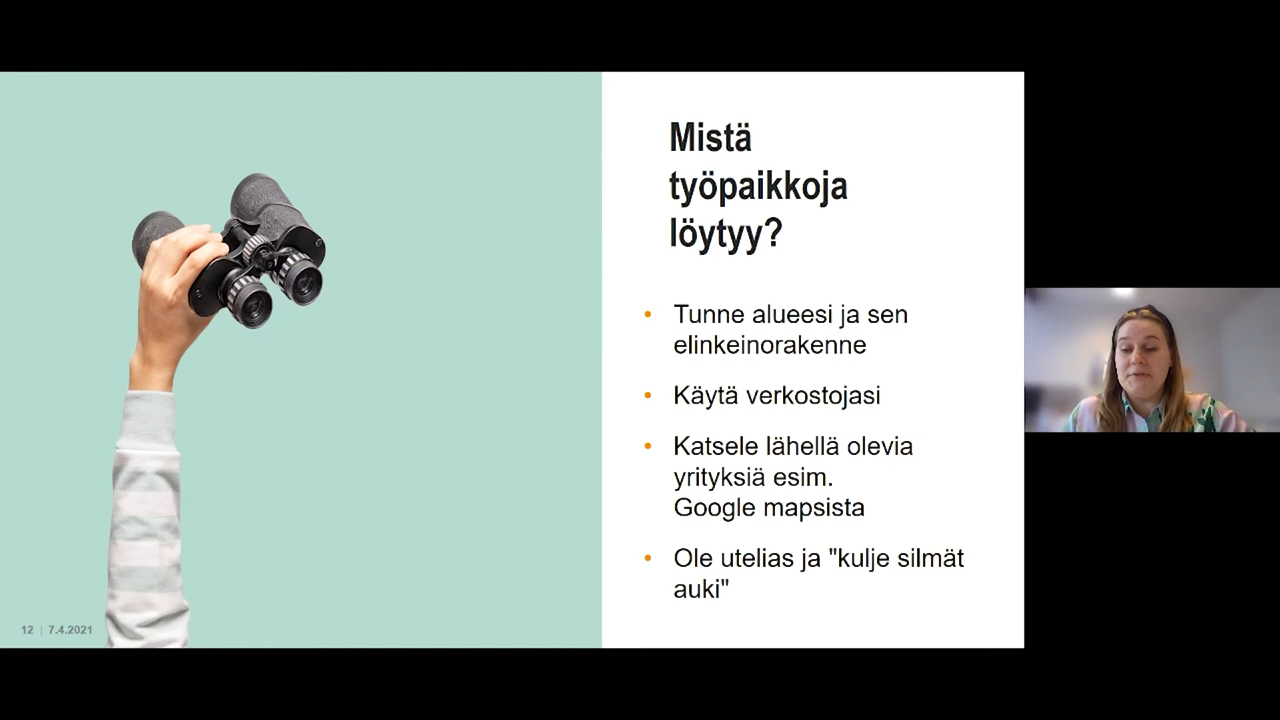 Mistä
työpaikkoja
löytyy?
• Tunne alueesi ja sen
elinkeinorakenne
• Käytä verkostojasi
• Katsele lähellä olevia
yrityksiä esim.
Google mapsista
• Ole utelias ja "kulje silmät
auki"
12 | 7.4.2021